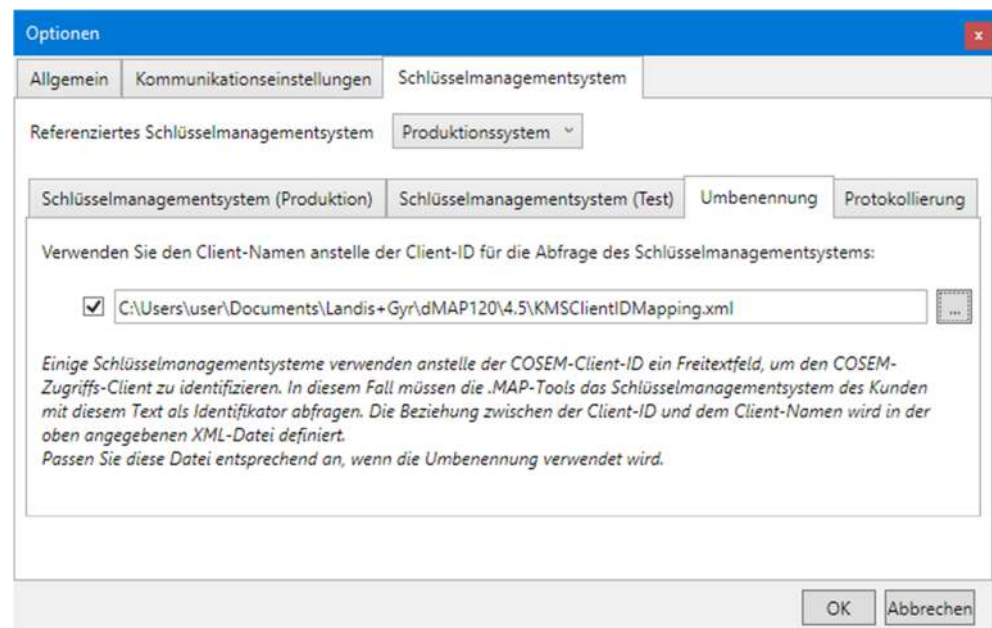 Optionen
x
Allgemein Kommunikationseinstellungen Schlüsselmanagementsystem
Referenziertes Schlüsselmanagementsystem Produktionssystem
Schlüsselmanagementsystem (Produktion) Schlüsselmanagementsystem (Test) Umbenennung Protokollierung
Verwenden Sie den Client-Namen anstelle der Client-ID für die Abfrage des Schlüsselmanagementsystems:
C:\Users\user\Documents\Landis+Gyr\dMAP120\4.5\KMSClientIDMapping.xml ...
Einige Schlüsselmanagementsysteme verwenden anstelle der COSEM-Client-ID ein Freitextfeld, um den COSEM-
Zugriffs-Client zu identifizieren. In diesem Fall müssen die .MAP-Tools das Schlüsselmanagementsystem des Kunden
mit diesem Text als Identifikator abfragen. Die Beziehung zwischen der Client-ID und dem Client-Namen wird in der
oben angegebenen XML-Datei definiert.
Passen Sie diese Datei entsprechend an, wenn die Umbenennung verwendet wird.
OK Abbrechen